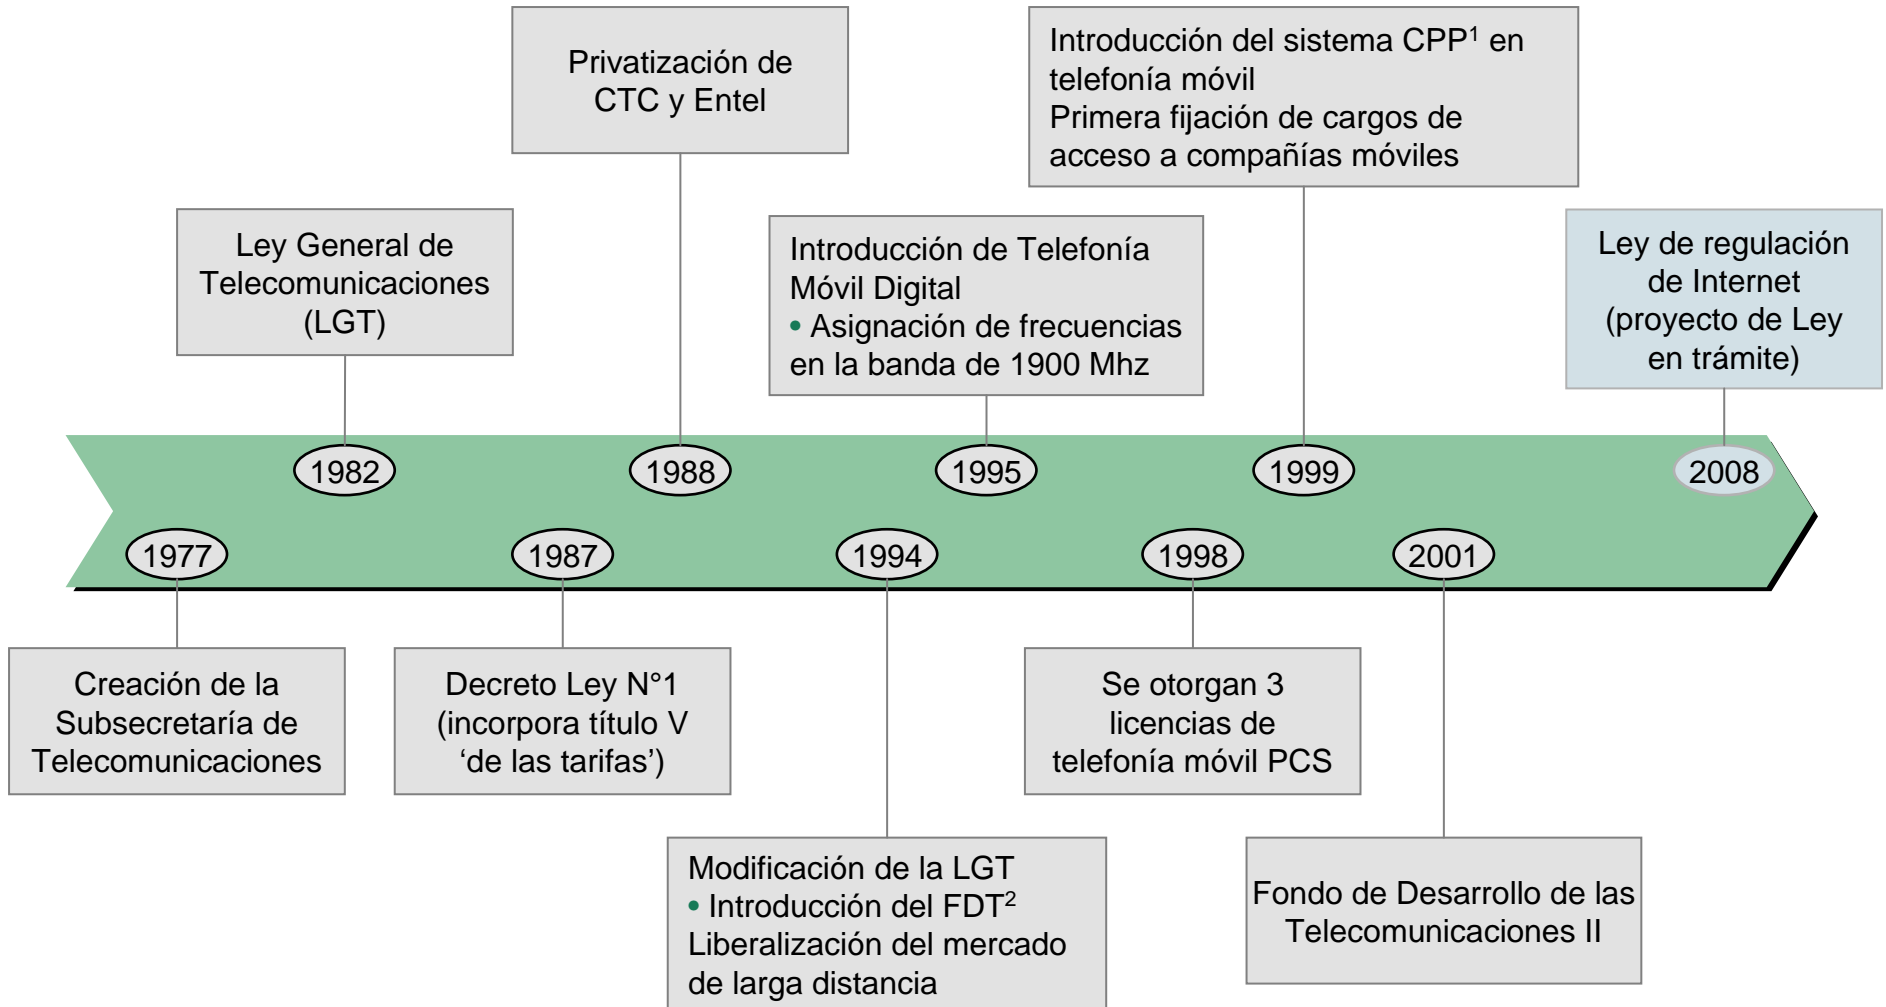 Privatización de
CTC y Entel
Introducción del sistema CPP¹ en
telefonía móvil
Primera fijación de cargos de
acceso a compañías móviles
Ley General de
Telecomunicaciones
(LGT)
Introducción de Telefonía
Móvil Digital
• Asignación de frecuencias
en la banda de 1900 Mhz
Ley de regulación
de Internet
(proyecto de Ley
en trámite)
1982
1988
1995
1999
2008
1977
1987
1994
1998
2001
Creación de la
Subsecretaría de
Telecomunicaciones
Decreto Ley N°1
(incorpora título V
‘de las tarifas’)
Se otorgan 3
licencias de
telefonía móvil PCS
Modificación de la LGT
• Introducción del FDT²
Liberalización del mercado
de larga distancia
Fondo de Desarrollo de las
Telecomunicaciones II